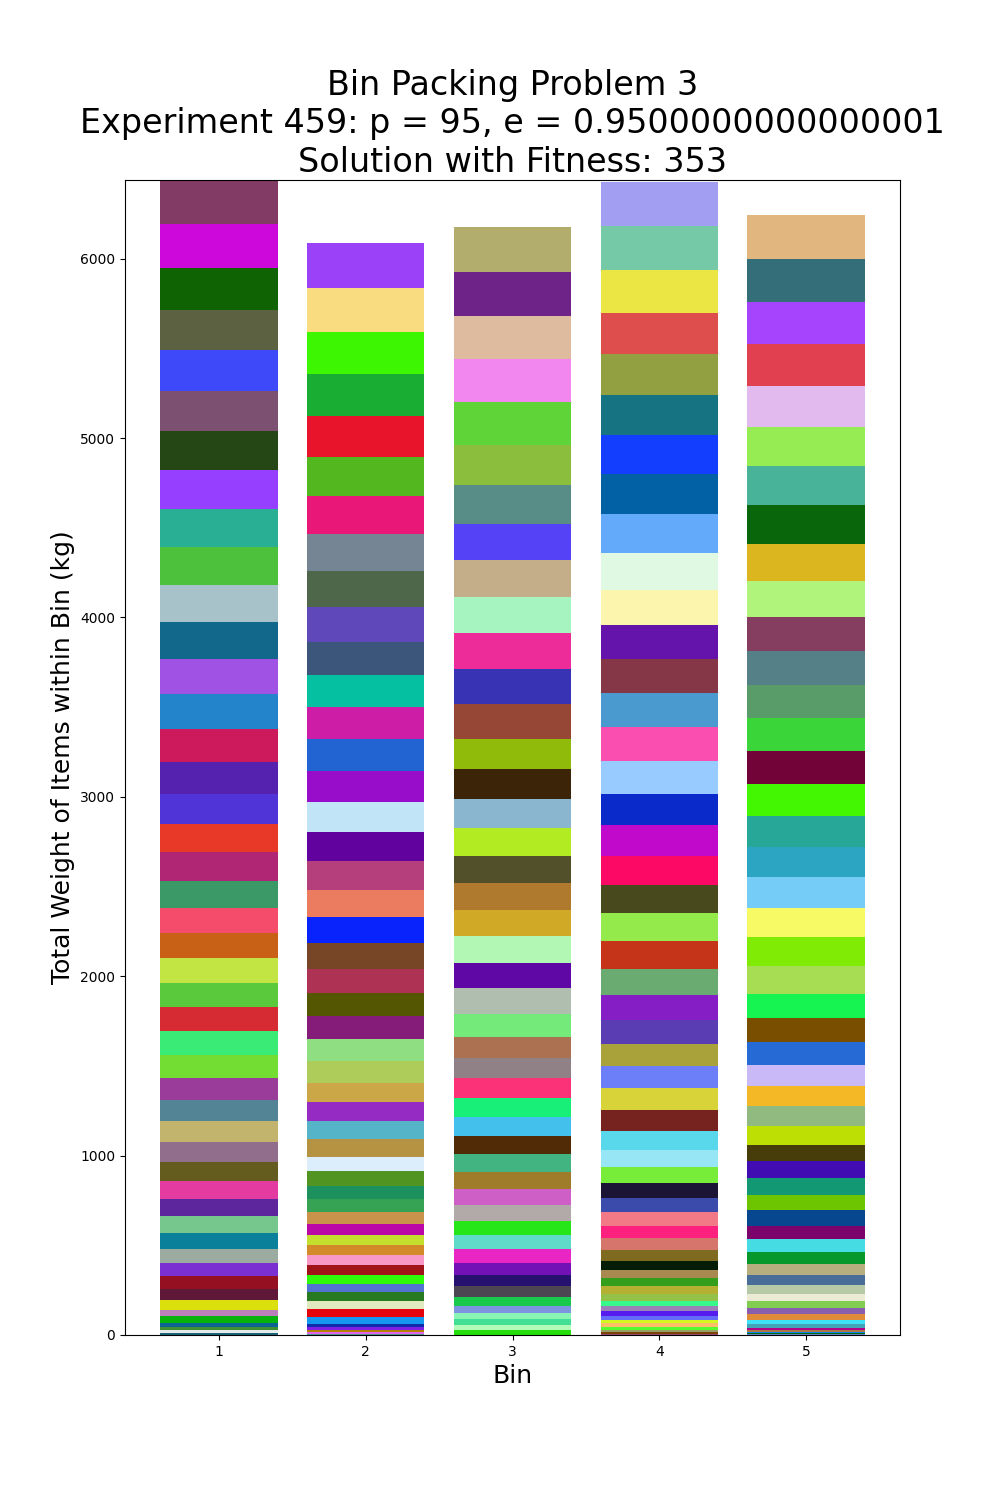 Bin Packing Problem 3
Experiment 459: p = 95, e = 0.9500000000000001
Solution with Fitness: 353
Total Weight of Items within Bin (kg)
6000
5000
4000
3000
2000
1000
0
1 2 3 4 5
Bin